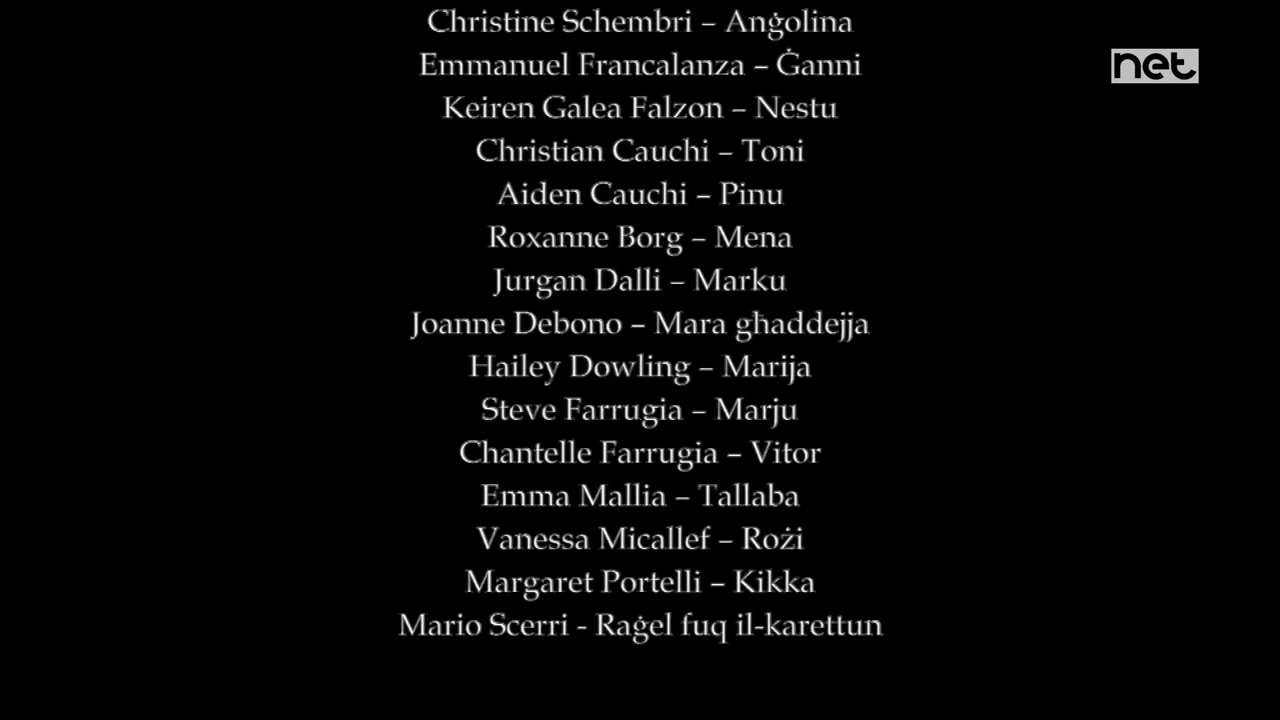 Christine Schembri – Anġolina
net
Emmanuel Francalanza – Ġanni
Keiren Galea Falzon – Nestu
Christian Cauchi – Toni
Aiden Cauchi – Pinu
Roxanne Borg – Mena
Jurgan Dalli – Marku
Joanne Debono – Mara għaddejja
Hailey Dowling – Marija
Steve Farrugia – Marju
Chantelle Farrugia – Vitor
Emma Mallia – Tallaba
Vanessa Micallef – Rożi
Margaret Portelli – Kikka
Mario Scerri - Raġel fuq il-karettun